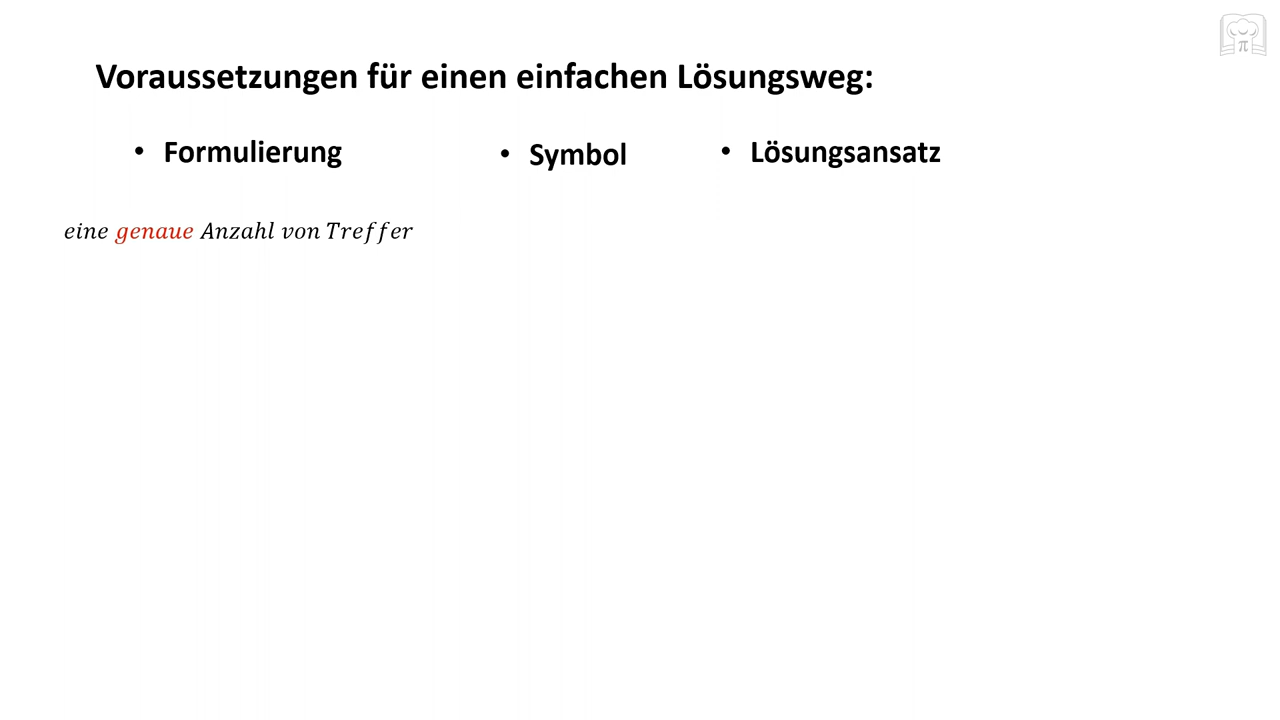 Voraussetzungen für einen einfachen Lösungsweg:
• Formulierung • Symbol • Lösungsansatz
eine genaue Anzahl von Treffer
π